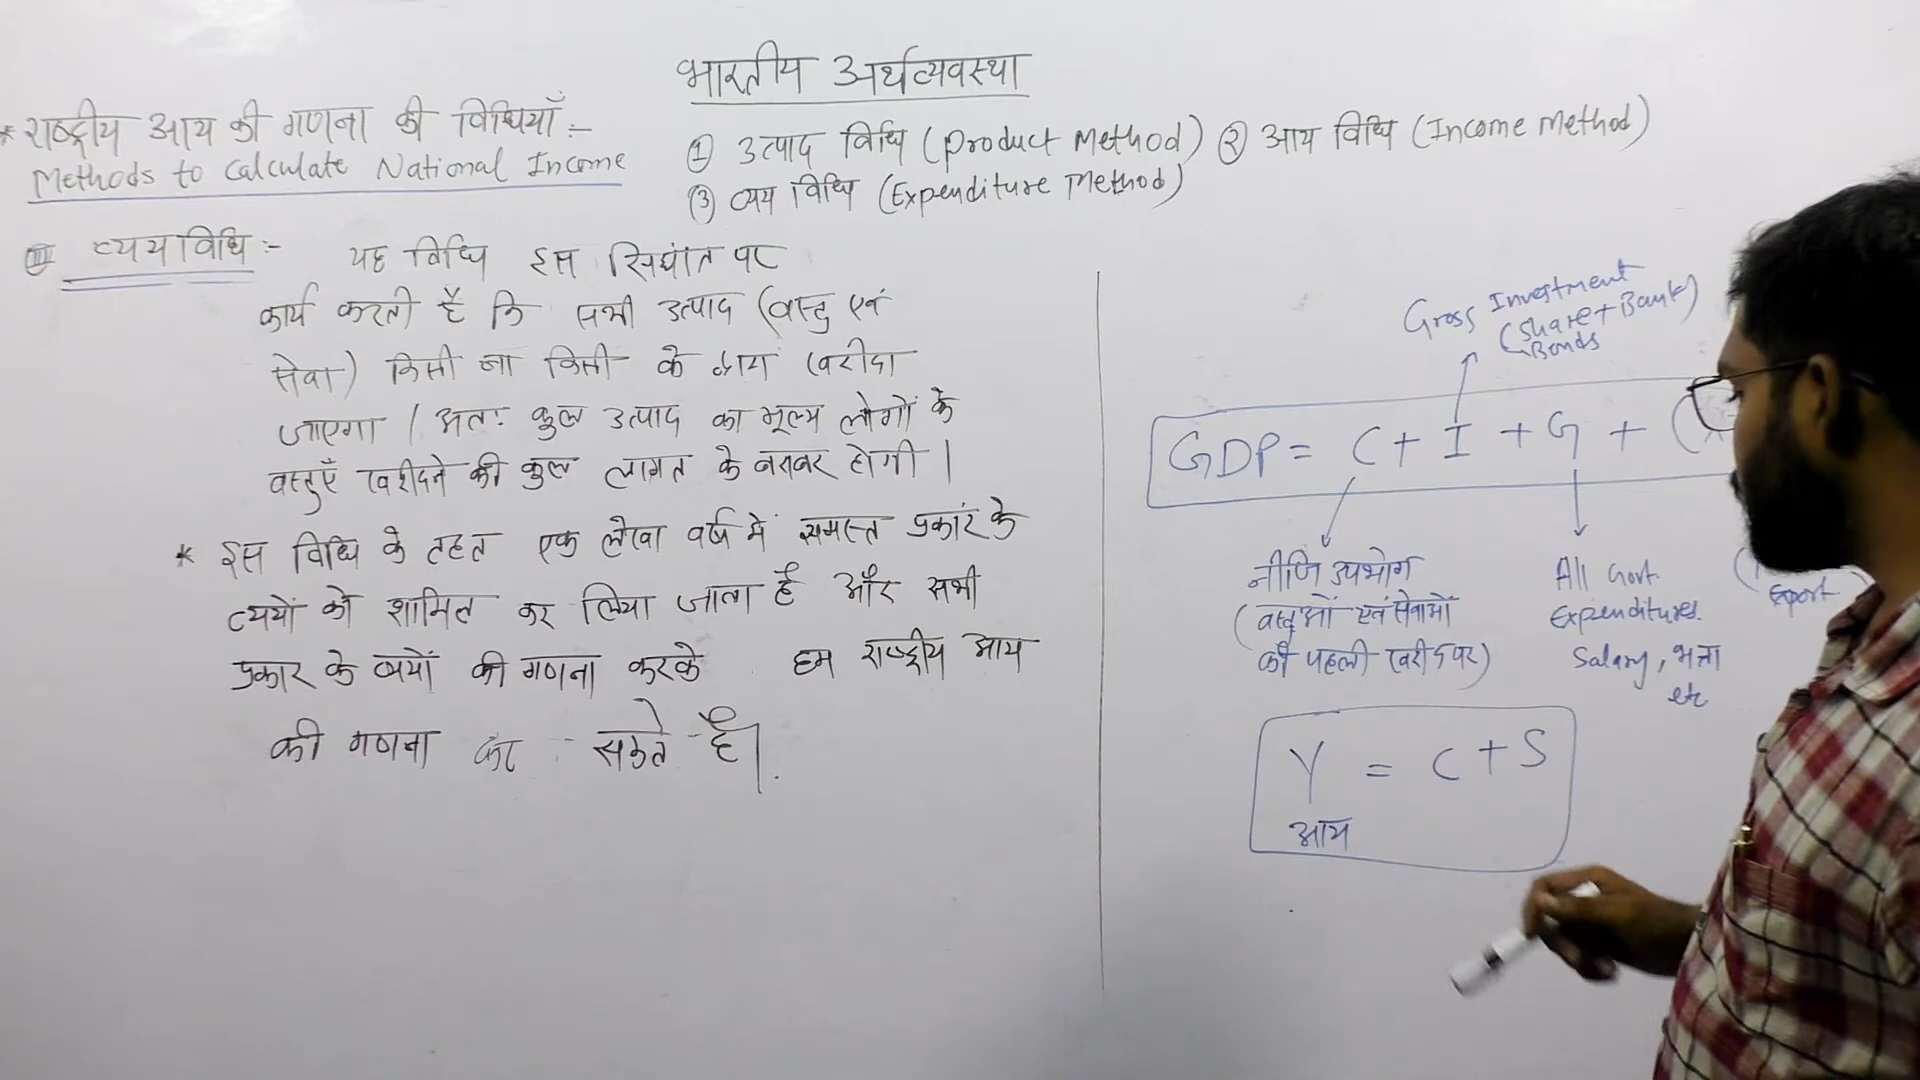 भारतीय अर्थव्यवस्था
* राष्ट्रीय आय की गणना की विधियाँ :-
Methods to Calculate National Income
① उत्पाद विधि (Product Method) ② आय विधि (Income Method)
③ व्यय विधि (Expenditure Method)
III व्यय विधि :- यह विधि इस सिद्यांत पर
कार्य करती है कि सभी उत्पाद (वस्तु एवं
सेवा) किसी ना किसी के द्वारा खरीदा
जाएगा। अतः कुल उत्पाद का मूल्य लोगों के
वस्तुएँ खरीदने की कुल लागत के बराबर होगी।
* इस विधि के तहत एक लेखा वर्ष में समस्त प्रकार के
व्ययों को शामिल कर लिया जाता है और सभी
प्रकार के व्ययों की गणना करके हम राष्ट्रीय आय
की गणना कर सकते है।
Gross Investment
(Share + Bank)
Bonds
GDP = C + I + G + (
नीजि उपभोग
(वस्तुओं एवं सेवाओं
की पहली खरीद पर)
All Govt.
Expenditures.
Salary, भत्ता
etc
Export
Y = C + S
आय